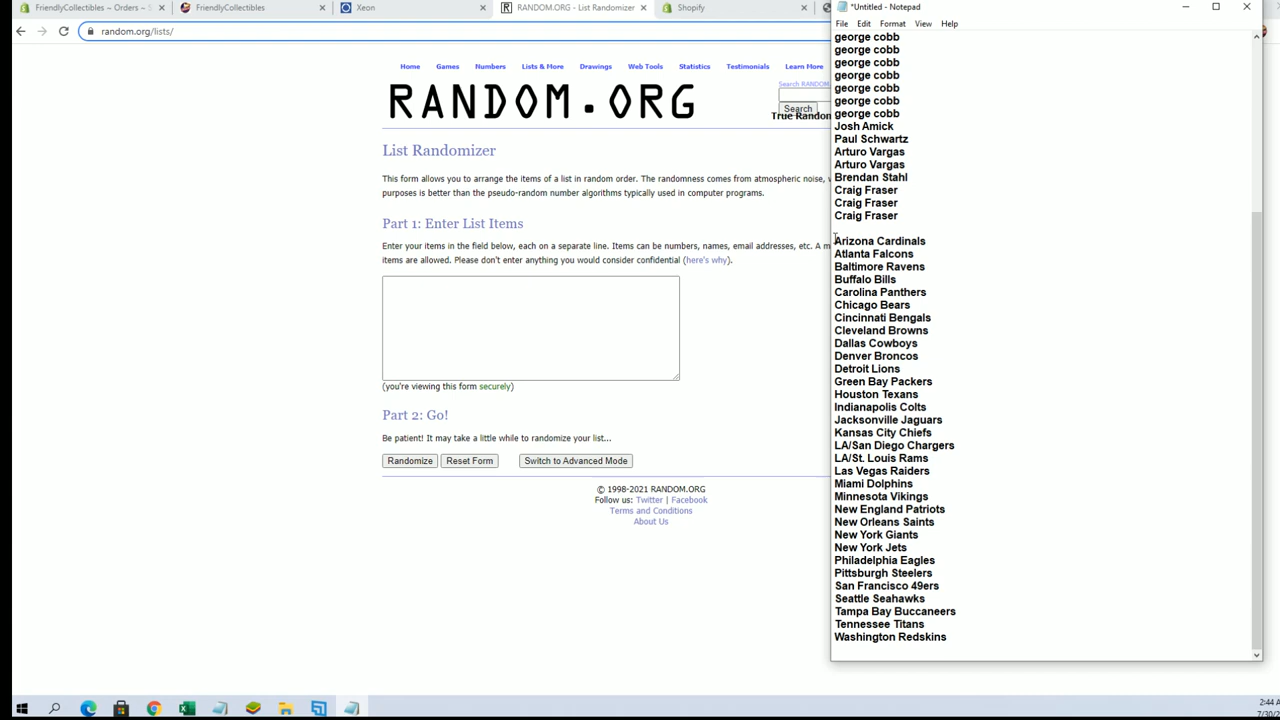 FriendlyCollectibles ~ Orders ~ S
FriendlyCollectibles
Xeon
RANDOM.ORG - List Randomizer
Shopify
random.org/lists/
Home
Games
Numbers
Lists & More
Drawings
Web Tools
Statistics
Testimonials
Learn More
RANDOM.ORG
Search RANDOM
Search
True Random
List Randomizer
This form allows you to arrange the items of a list in random order. The randomness comes from atmospheric noise,
purposes is better than the pseudo-random number algorithms typically used in computer programs.
Part 1: Enter List Items
Enter your items in the field below, each on a separate line. Items can be numbers, names, email addresses, etc. A m
items are allowed. Please don't enter anything you would consider confidential (here's why).
(you're viewing this form securely)
Part 2: Go!
Be patient! It may take a little while to randomize your list...
Randomize
Reset Form
Switch to Advanced Mode
© 1998-2021 RANDOM.ORG
Follow us: Twitter | Facebook
Terms and Conditions
About Us
*Untitled - Notepad
File Edit Format View Help
george cobb
george cobb
george cobb
george cobb
george cobb
george cobb
george cobb
Josh Amick
Paul Schwartz
Arturo Vargas
Arturo Vargas
Brendan Stahl
Craig Fraser
Craig Fraser
Craig Fraser
Arizona Cardinals
Atlanta Falcons
Baltimore Ravens
Buffalo Bills
Carolina Panthers
Chicago Bears
Cincinnati Bengals
Cleveland Browns
Dallas Cowboys
Denver Broncos
Detroit Lions
Green Bay Packers
Houston Texans
Indianapolis Colts
Jacksonville Jaguars
Kansas City Chiefs
LA/San Diego Chargers
LA/St. Louis Rams
Las Vegas Raiders
Miami Dolphins
Minnesota Vikings
New England Patriots
New Orleans Saints
New York Giants
New York Jets
Philadelphia Eagles
Pittsburgh Steelers
San Francisco 49ers
Seattle Seahawks
Tampa Bay Buccaneers
Tennessee Titans
Washington Redskins
2:44 A
7/30/2